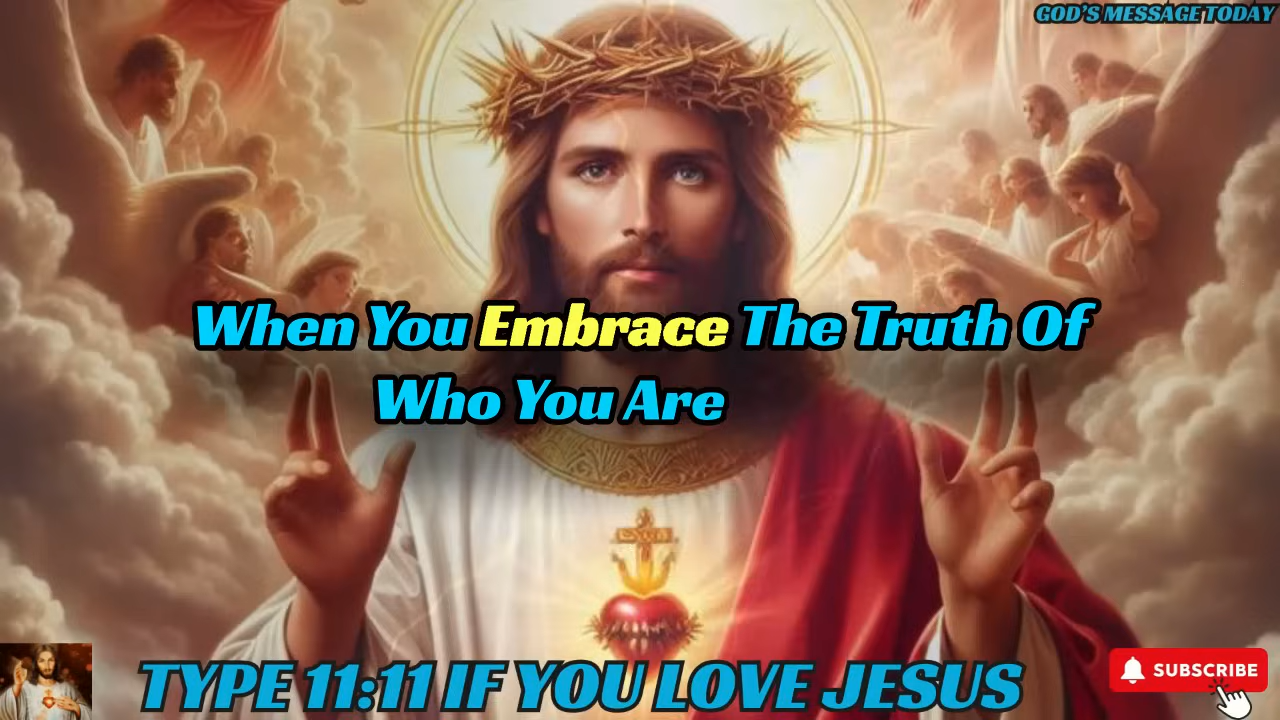 GOD'S MESSAGE TODAY
When You Embrace The Truth Of
Who You Are
TYPE 11:11 IF YOU LOVE JESUS
SUBSCRIBE